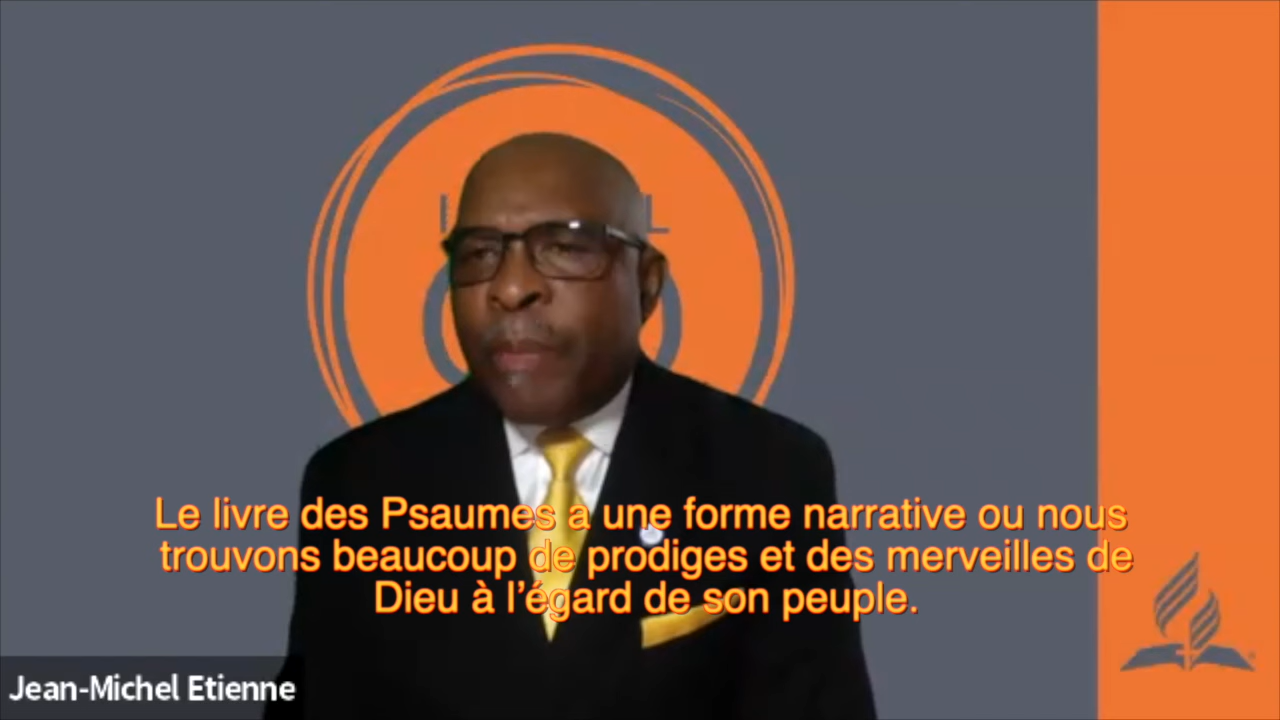 Le livre des Psaumes a une forme narrative ou nous
trouvons beaucoup de prodiges et des merveilles de
Dieu à l’égard de son peuple.
Jean-Michel Etienne